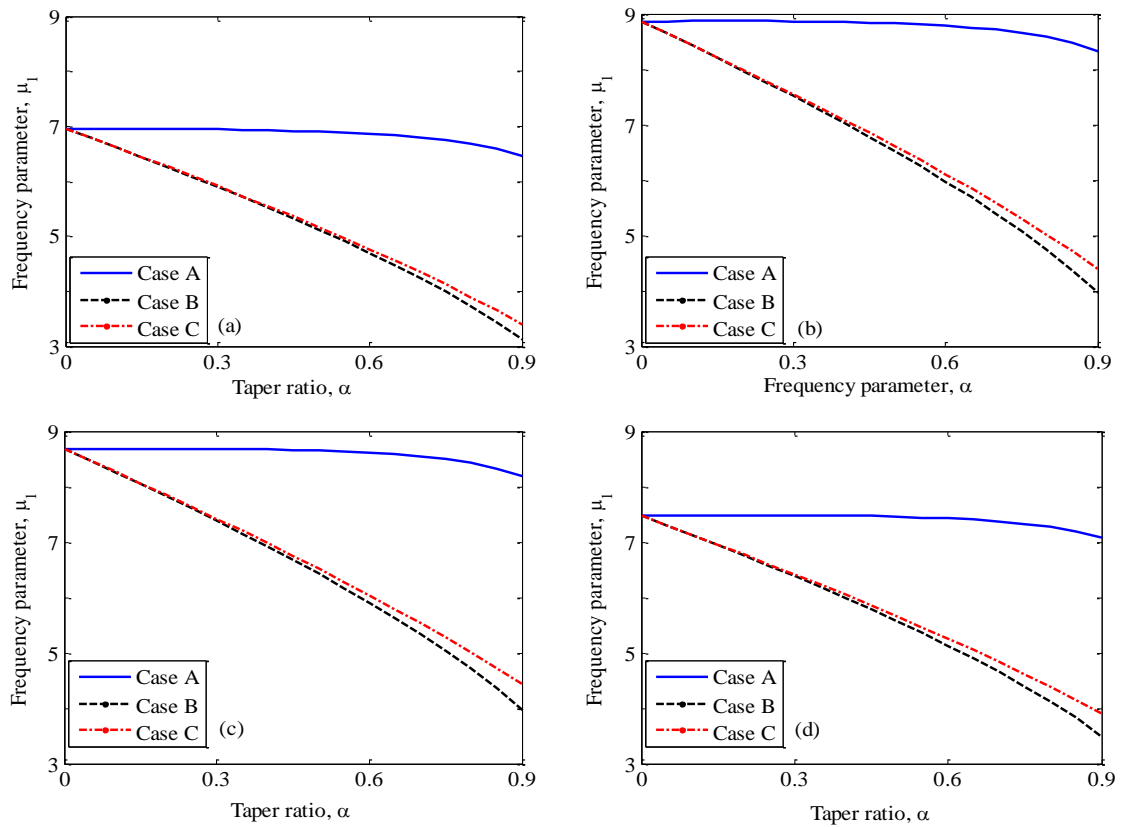 9
7
5
3
Frequency parameter, μ1
Case A
Case B
Case C
(a)
0
0.3
0.6
0.9
Taper ratio, α
9
7
5
3
Frequency parameter, μ1
Case A
Case B
Case C
(b)
0
0.3
0.6
0.9
Frequency parameter, α
9
7
5
3
Frequency parameter, μ1
Case A
Case B
Case C
(c)
0
0.3
0.6
0.9
Taper ratio, α
9
7
5
3
Frequency parameter, μ1
Case A
Case B
Case C
(d)
0
0.3
0.6
0.9
Taper ratio, α